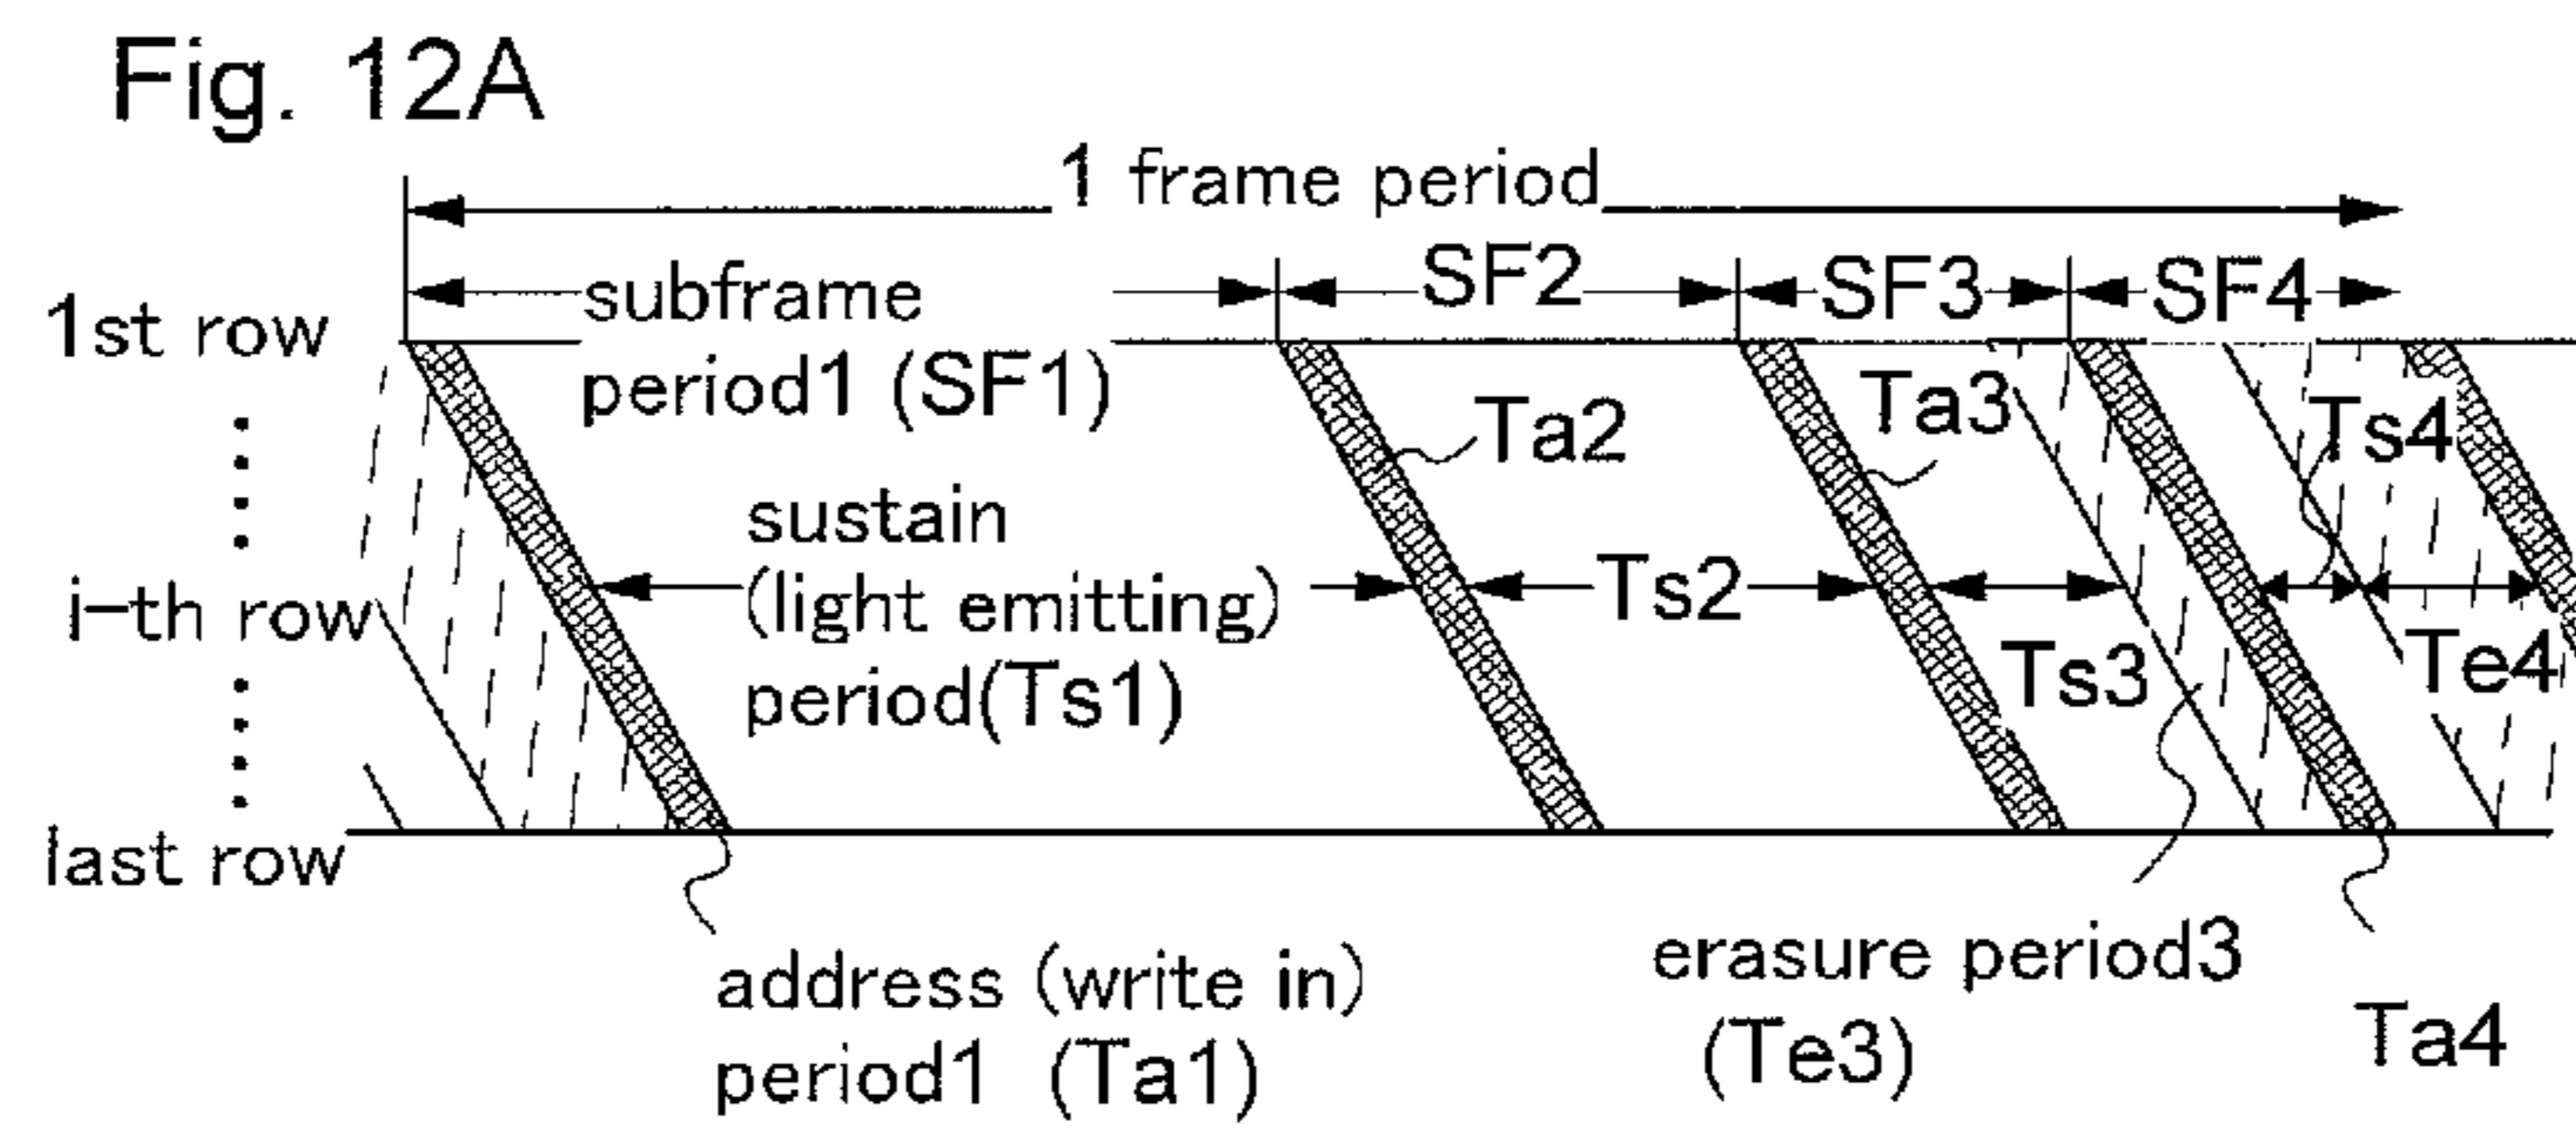 Fig. 12A
1 frame period
subframe
period1 (SF1)
SF2
SF3
SF4
1st row
i-th row
last row
Ta2
Ta3
Ts4
sustain
(light emitting)
period(Ts1)
Ts2
Ts3
Te4
address (write in)
period1 (Ta1)
erasure period3
(Te3)
Ta4